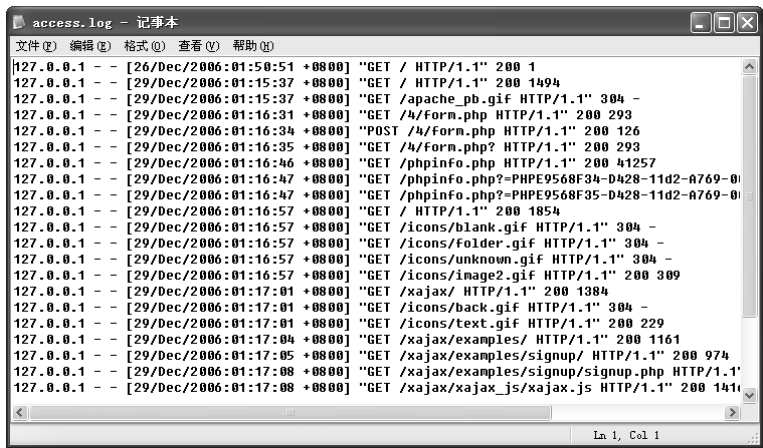 access.log - 记事本
文件(F) 编辑(E) 格式(O) 查看(V) 帮助(H)
127.0.0.1 - - [26/Dec/2006:01:50:51 +0800] "GET / HTTP/1.1" 200 1
127.0.0.1 - - [29/Dec/2006:01:15:37 +0800] "GET / HTTP/1.1" 200 1494
127.0.0.1 - - [29/Dec/2006:01:15:37 +0800] "GET /apache_pb.gif HTTP/1.1" 304 -
127.0.0.1 - - [29/Dec/2006:01:16:31 +0800] "GET /4/form.php HTTP/1.1" 200 293
127.0.0.1 - - [29/Dec/2006:01:16:34 +0800] "POST /4/form.php HTTP/1.1" 200 126
127.0.0.1 - - [29/Dec/2006:01:16:35 +0800] "GET /4/form.php? HTTP/1.1" 200 293
127.0.0.1 - - [29/Dec/2006:01:16:46 +0800] "GET /phpinfo.php HTTP/1.1" 200 41257
127.0.0.1 - - [29/Dec/2006:01:16:47 +0800] "GET /phpinfo.php?=PHPE9568F34-D428-11d2-A769-0
127.0.0.1 - - [29/Dec/2006:01:16:47 +0800] "GET /phpinfo.php?=PHPE9568F35-D428-11d2-A769-0
127.0.0.1 - - [29/Dec/2006:01:16:57 +0800] "GET / HTTP/1.1" 200 1854
127.0.0.1 - - [29/Dec/2006:01:16:57 +0800] "GET /icons/blank.gif HTTP/1.1" 304 -
127.0.0.1 - - [29/Dec/2006:01:16:57 +0800] "GET /icons/folder.gif HTTP/1.1" 304 -
127.0.0.1 - - [29/Dec/2006:01:16:57 +0800] "GET /icons/unknown.gif HTTP/1.1" 304 -
127.0.0.1 - - [29/Dec/2006:01:16:57 +0800] "GET /icons/image2.gif HTTP/1.1" 200 309
127.0.0.1 - - [29/Dec/2006:01:17:01 +0800] "GET /xajax/ HTTP/1.1" 200 1384
127.0.0.1 - - [29/Dec/2006:01:17:01 +0800] "GET /icons/back.gif HTTP/1.1" 304 -
127.0.0.1 - - [29/Dec/2006:01:17:01 +0800] "GET /icons/text.gif HTTP/1.1" 200 229
127.0.0.1 - - [29/Dec/2006:01:17:04 +0800] "GET /xajax/examples/ HTTP/1.1" 200 1161
127.0.0.1 - - [29/Dec/2006:01:17:05 +0800] "GET /xajax/examples/signup/ HTTP/1.1" 200 974
127.0.0.1 - - [29/Dec/2006:01:17:08 +0800] "GET /xajax/examples/signup/signup.php HTTP/1.1"
127.0.0.1 - - [29/Dec/2006:01:17:08 +0800] "GET /xajax/xajax_js/xajax.js HTTP/1.1" 200 141
Ln 1, Col 1